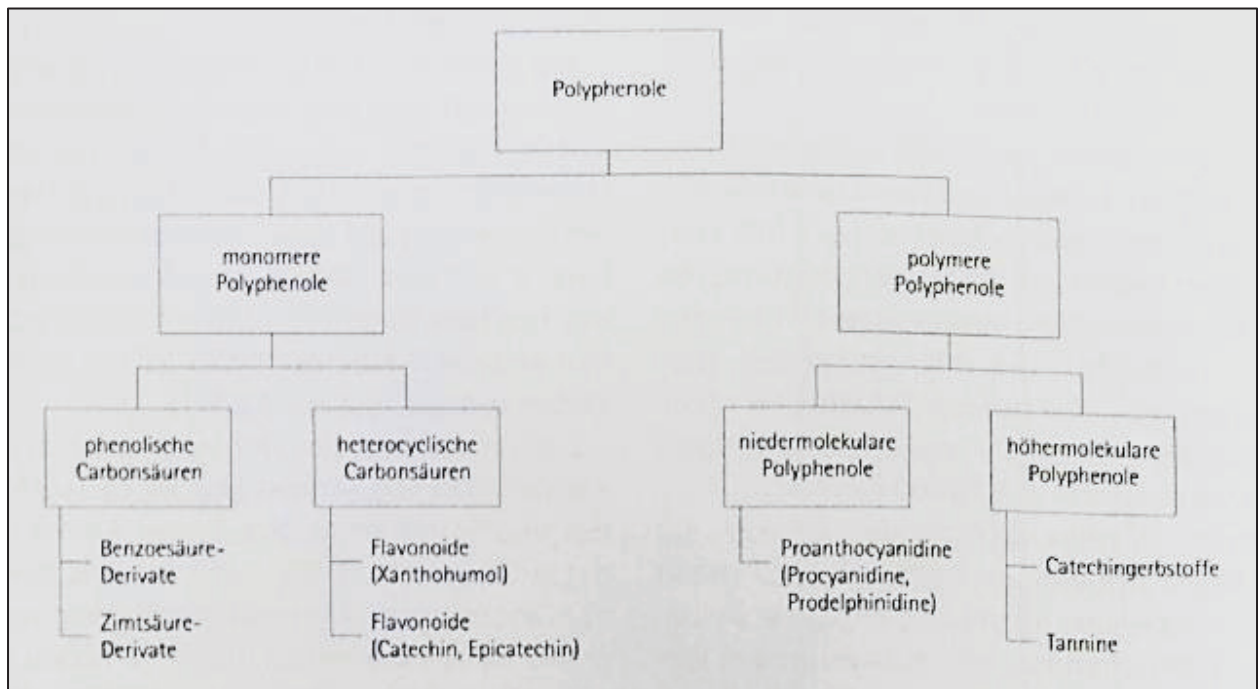 Polyphenole
monomere
Polyphenole
polymere
Polyphenole
phenolische
Carbonsäuren
heterocyclische
Carbonsäuren
niedermolekulare
Polyphenole
höhermolekulare
Polyphenole
Benzoesäure-
Derivate
Zimtsäure-
Derivate
Flavonoide
(Xanthohumol)
Flavonoide
(Catechin, Epicatechin)
Proanthocyanidine
(Procyanidine,
Prodelphinidine)
Catechingerbstoffe
Tannine